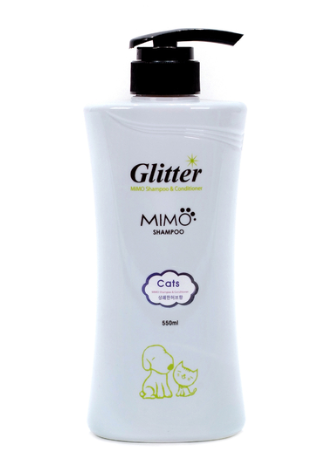 Glitter
MIMO Shampoo & Conditioner
MIMO
SHAMPOO
Cats
550ml